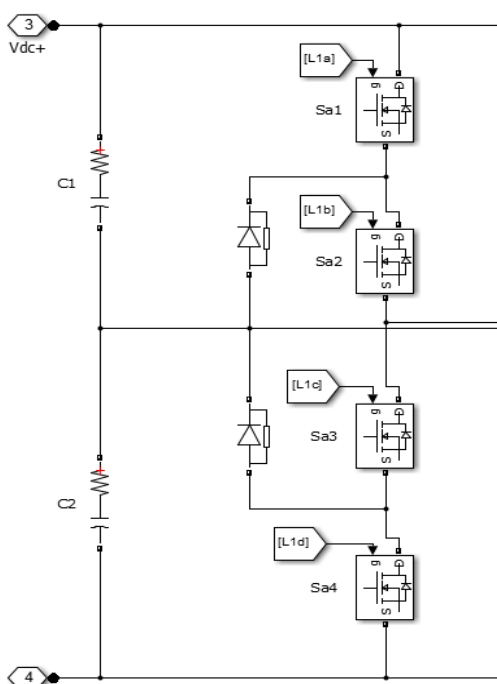 3
Vdc+
[L1a]
g
D
S
Sa1
C1
[L1b]
g
D
S
Sa2
[L1c]
g
D
S
Sa3
C2
[L1d]
g
D
S
Sa4
4